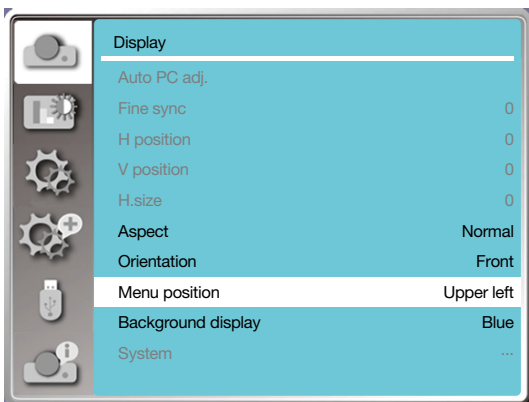 Display
Auto PC adj.
Fine sync 0
H position 0
V position 0
H.size 0
Aspect Normal
Orientation Front
Menu position Upper left
Background display Blue
System ...